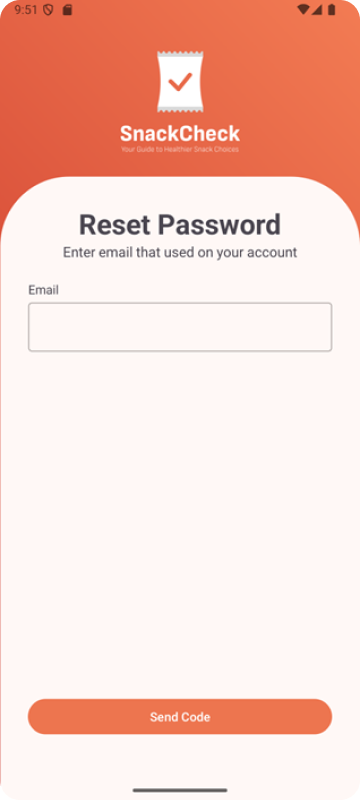 9:51
SnackCheck
Your Guide to Healthier Snack Choices
Reset Password
Enter email that used on your account
Email
Send Code